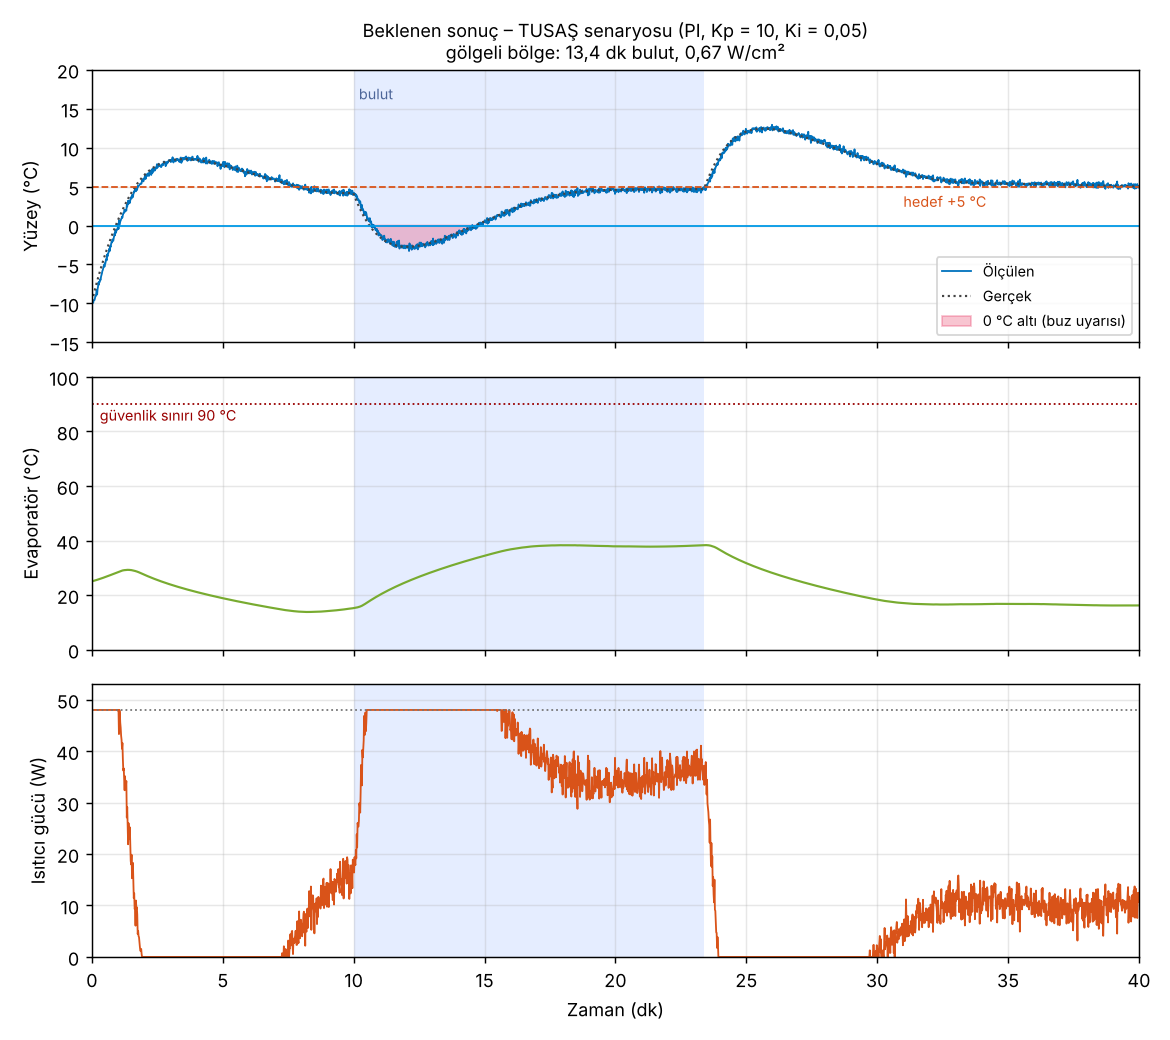 Beklenen sonuç – TUSAŞ senaryosu (PI, Kp = 10, Ki = 0,05)
gölgeli bölge: 13,4 dk bulut, 0,67 W/cm²
20
15
10
5
0
−5
−10
−15
Yüzey (°C)
bulut
hedef +5 °C
Ölçülen
Gerçek
0 °C altı (buz uyarısı)
100
80
60
40
20
0
Evaporatör (°C)
güvenlik sınırı 90 °C
50
40
30
20
10
0
Isıtıcı gücü (W)
0 5 10 15 20 25 30 35 40
Zaman (dk)